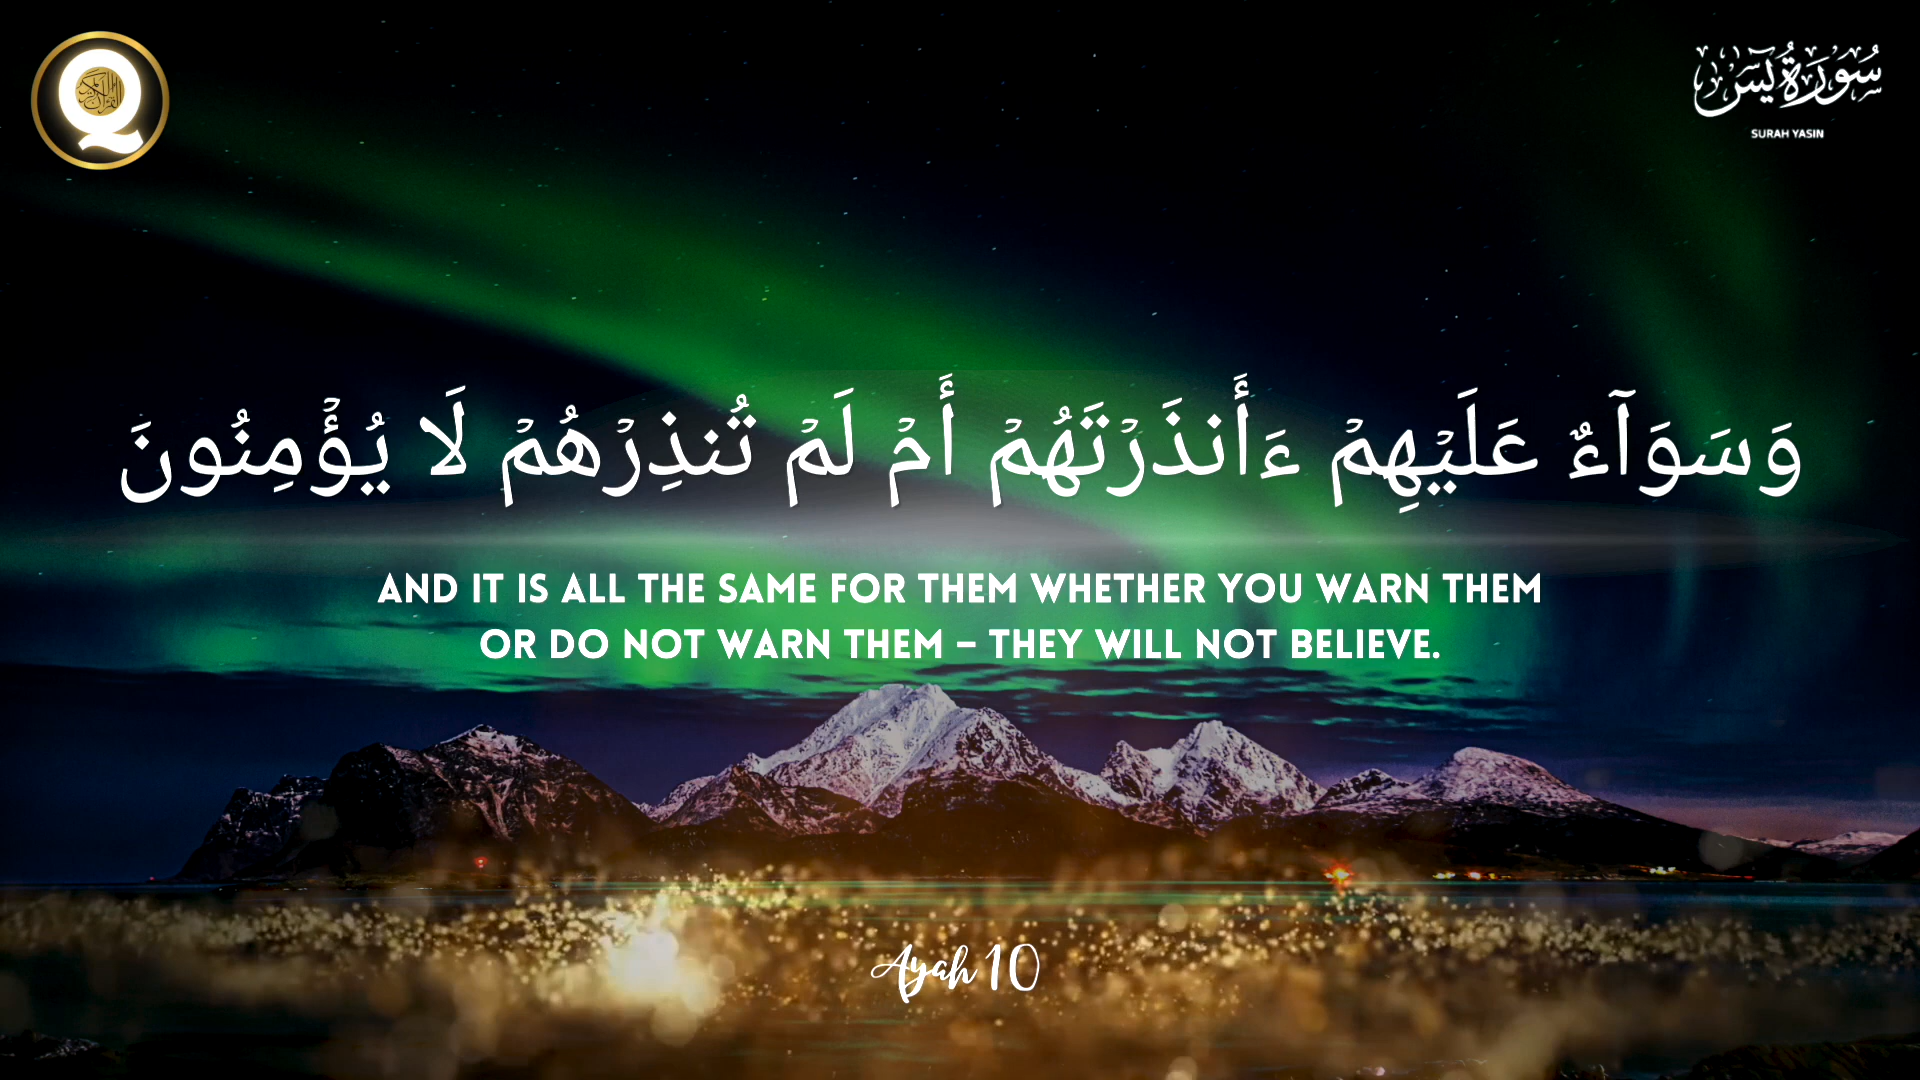 سُورَةُ يسٓ
SURAH YASIN
وَسَوَآءٌ عَلَيْهِمْ ءَأَنذَرْتَهُمْ أَمْ لَمْ تُنذِرْهُمْ لَا يُؤْمِنُونَ
AND IT IS ALL THE SAME FOR THEM WHETHER YOU WARN THEM
OR DO NOT WARN THEM – THEY WILL NOT BELIEVE.
Ayah 10